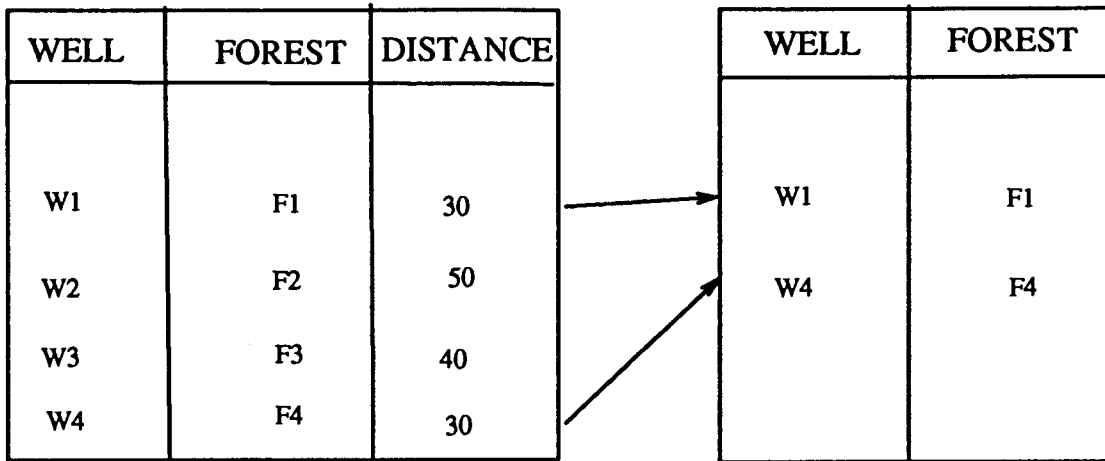 WELL FOREST DISTANCE
W1 F1 30
W2 F2 50
W3 F3 40
W4 F4 30
WELL FOREST
W1 F1
W4 F4